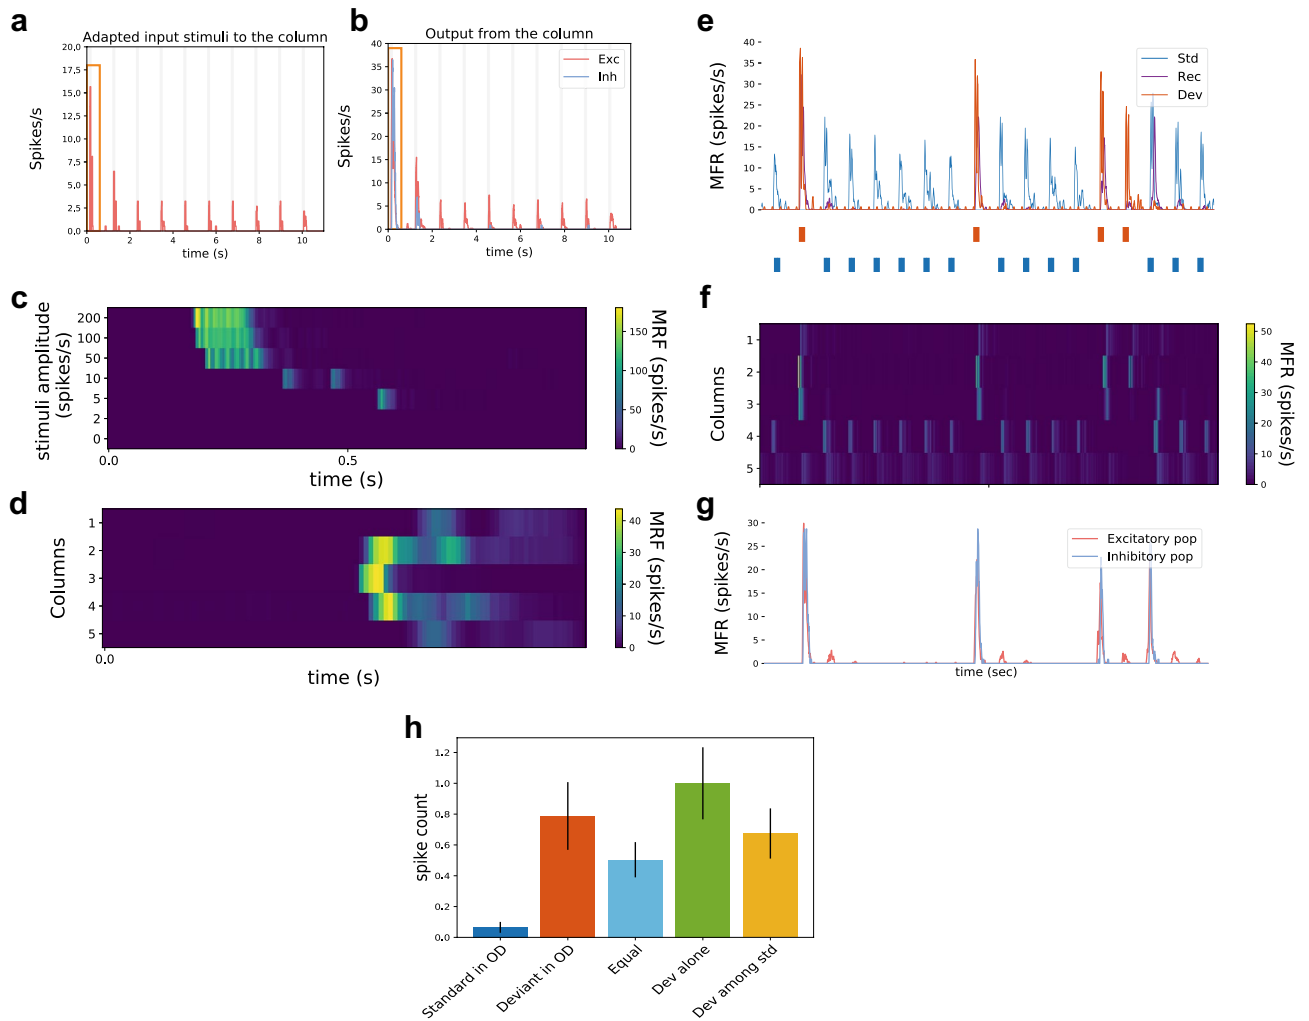 a
Adapted input stimuli to the column
20,0
17,5
15,0
12,5
10,0
7,5
5,0
2,5
0,0
Spikes/s
0 2 4 6 8 10
time (s)
b
Output from the column
40
35
30
25
20
15
10
5
0
Spikes/s
Exc
Inh
0 2 4 6 8 10
time (s)
c
stimuli amplitude
(spikes/s)
200
100
50
10
5
2
0
0.0 0.5
time (s)
150
100
50
0
MRF (spikes/s)
d
Columns
1
2
3
4
5
0.0
time (s)
40
30
20
10
0
MRF (spikes/s)
e
MFR (spikes/s)
40
35
30
25
20
15
10
5
0
Std
Rec
Dev
f
Columns
1
2
3
4
5
50
40
30
20
10
0
MFR (spikes/s)
g
MFR (spikes/s)
30
25
20
15
10
5
0
Excitatory pop
Inhibitory pop
time (sec)
h
spike count
1.2
1.0
0.8
0.6
0.4
0.2
0.0
Standard in OD
Deviant in OD
Equal
Dev alone
Dev among std